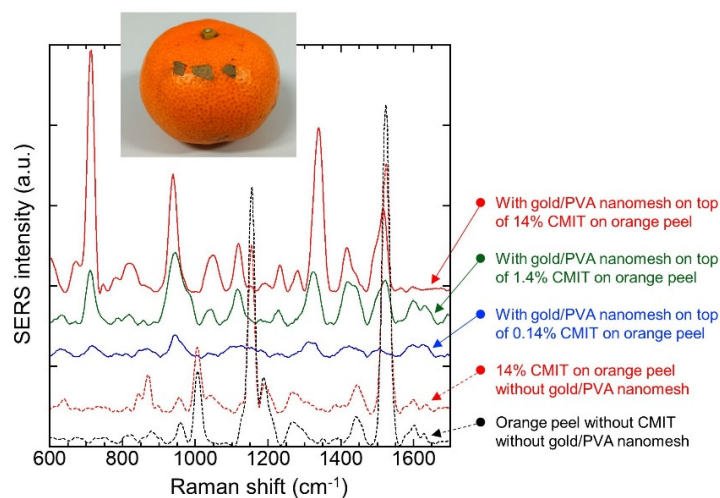 SERS intensity (a.u.)
With gold/PVA nanomesh on top
of 14% CMIT on orange peel
With gold/PVA nanomesh on top
of 1.4% CMIT on orange peel
With gold/PVA nanomesh on top
of 0.14% CMIT on orange peel
14% CMIT on orange peel
without gold/PVA nanomesh
Orange peel without CMIT
without gold/PVA nanomesh
600 800 1000 1200 1400 1600
Raman shift (cm⁻¹)